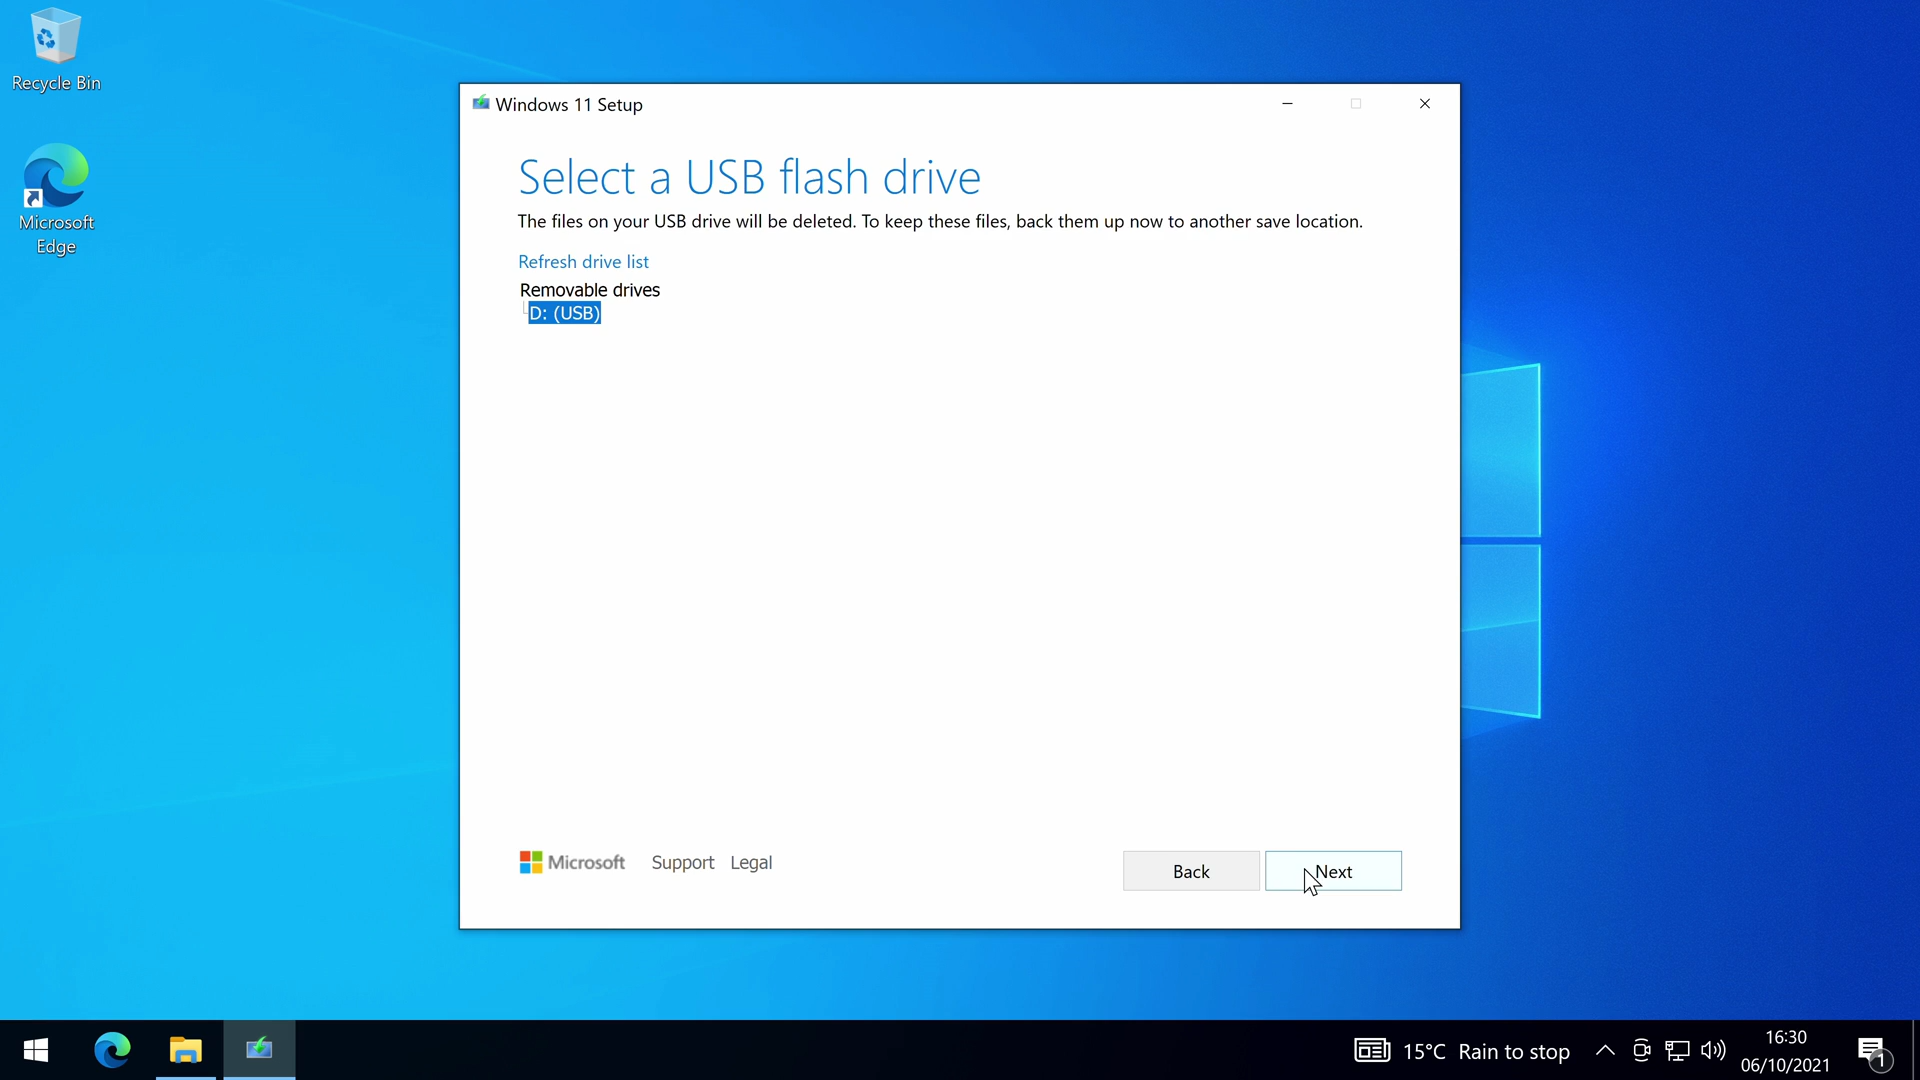 Recycle Bin
Microsoft
Edge
Windows 11 Setup
Select a USB flash drive
The files on your USB drive will be deleted. To keep these files, back them up now to another save location.
Refresh drive list
Removable drives
D: (USB)
Microsoft Support Legal
Back Next
15°C Rain to stop
16:30
06/10/2021
1